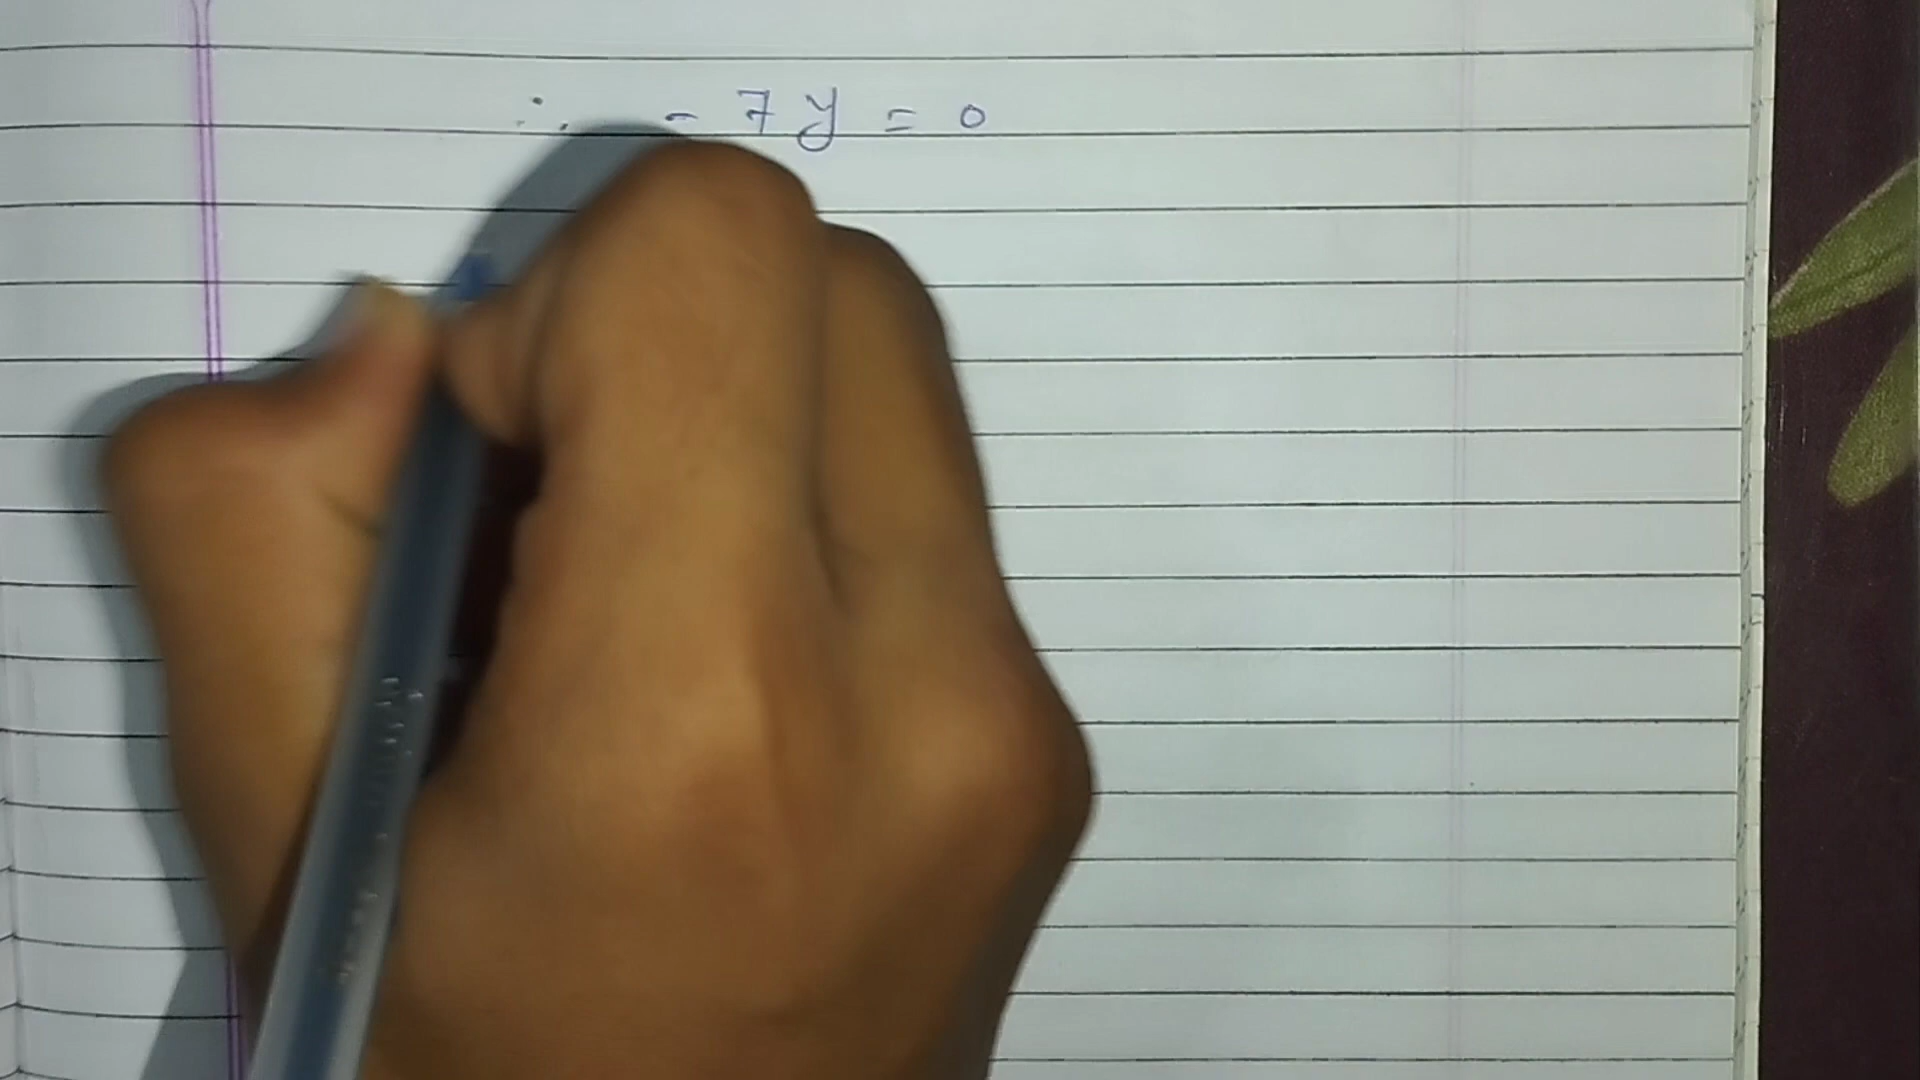 ∴ - 7y = 0